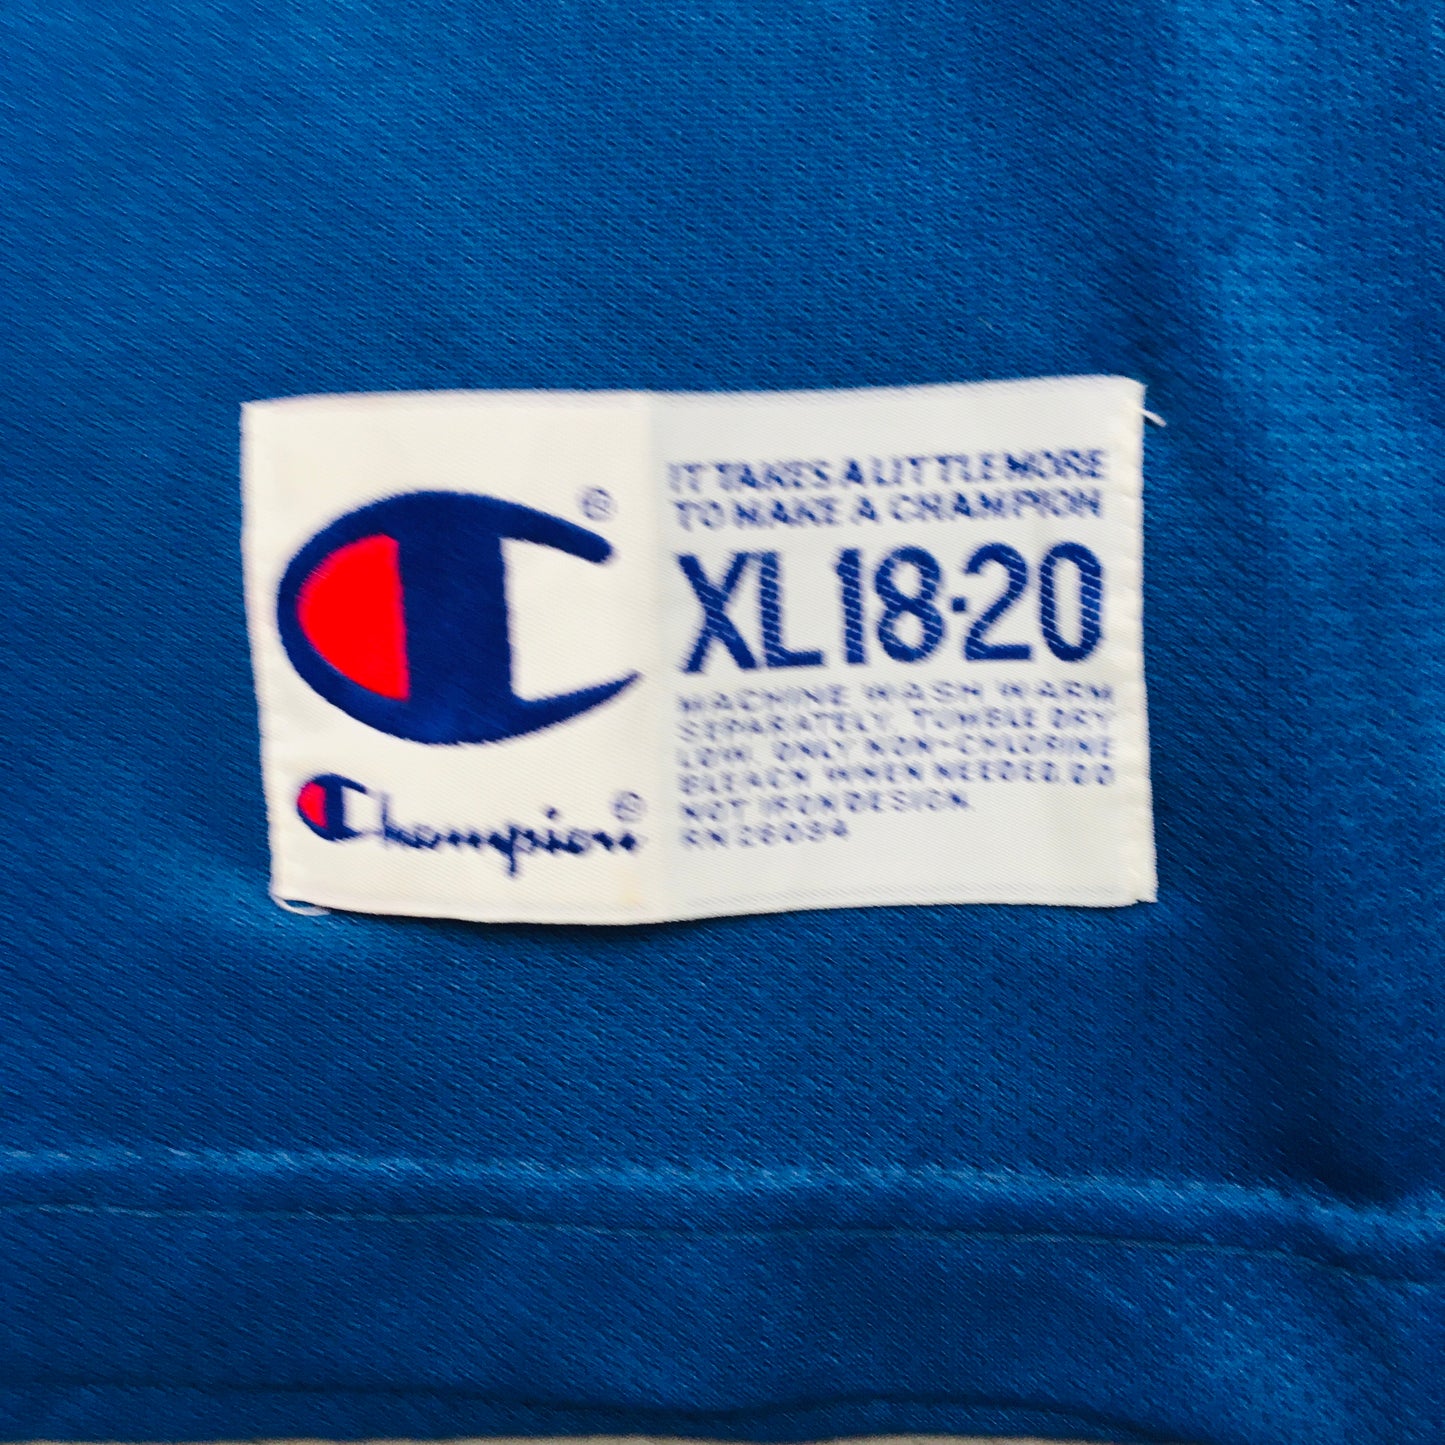 ®
Champion®
IT TAKES A LITTLE MORE
TO MAKE A CHAMPION
XL 18-20
MACHINE WASH WARM
SEPARATELY, TUMBLE DRY
LOW, ONLY NON-CHLORINE
BLEACH WHEN NEEDED. DO
NOT IRON DESIGN.
RN26094